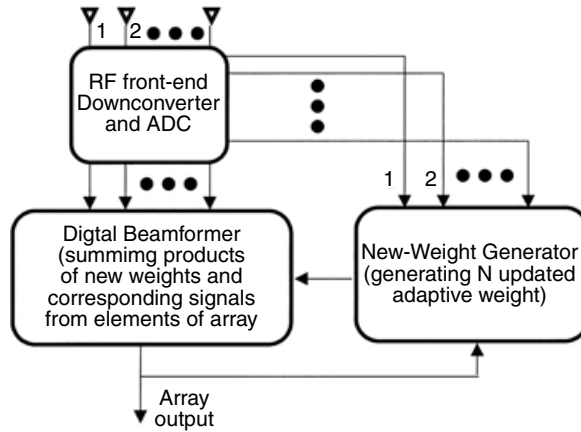 1 2
RF front-end
Downconverter
and ADC
1 2
Digtal Beamformer
(summimg products
of new weights and
corresponding signals
from elements of array
New-Weight Generator
(generating N updated
adaptive weight)
Array
output